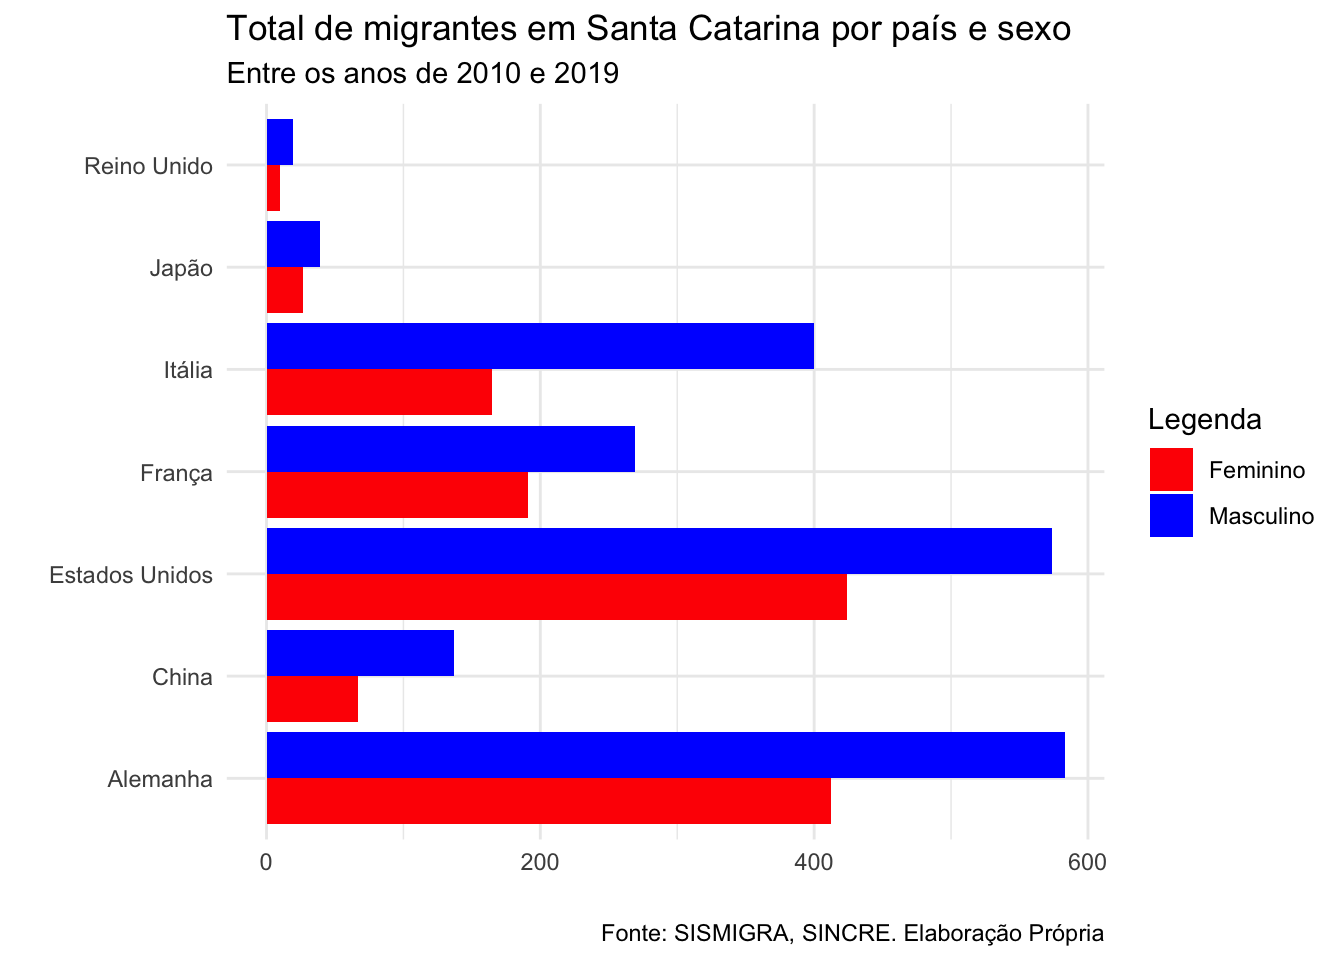 Total de migrantes em Santa Catarina por país e sexo
Entre os anos de 2010 e 2019
Reino Unido
Japão
Itália
França
Estados Unidos
China
Alemanha
0 200 400 600
Legenda
Feminino
Masculino
Fonte: SISMIGRA, SINCRE. Elaboração Própria